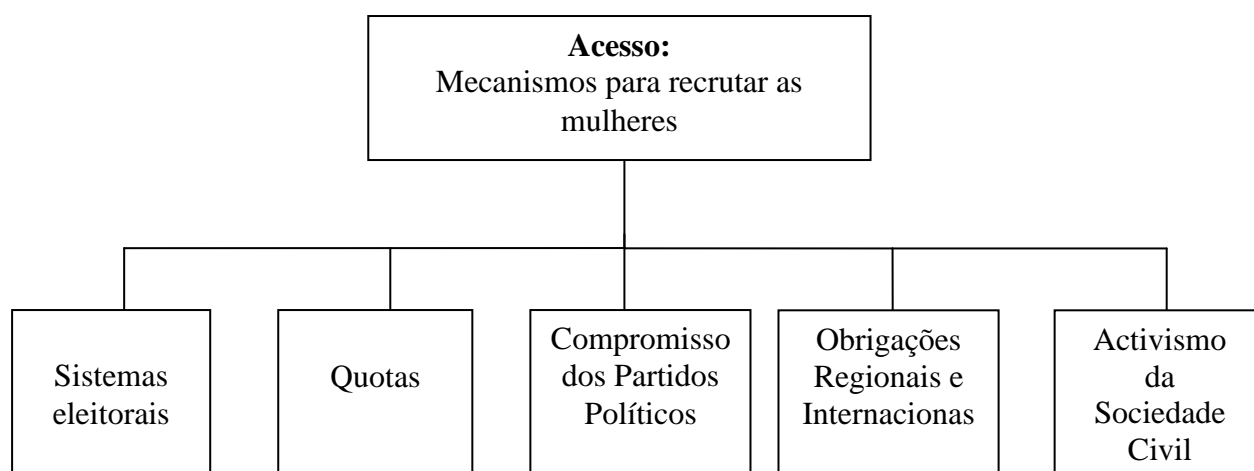 Acesso:
Mecanismos para recrutar as
mulheres
Sistemas
eleitorais
Quotas
Compromisso
dos Partidos
Políticos
Obrigações
Regionais e
Internacionas
Activismo
da
Sociedade
Civil